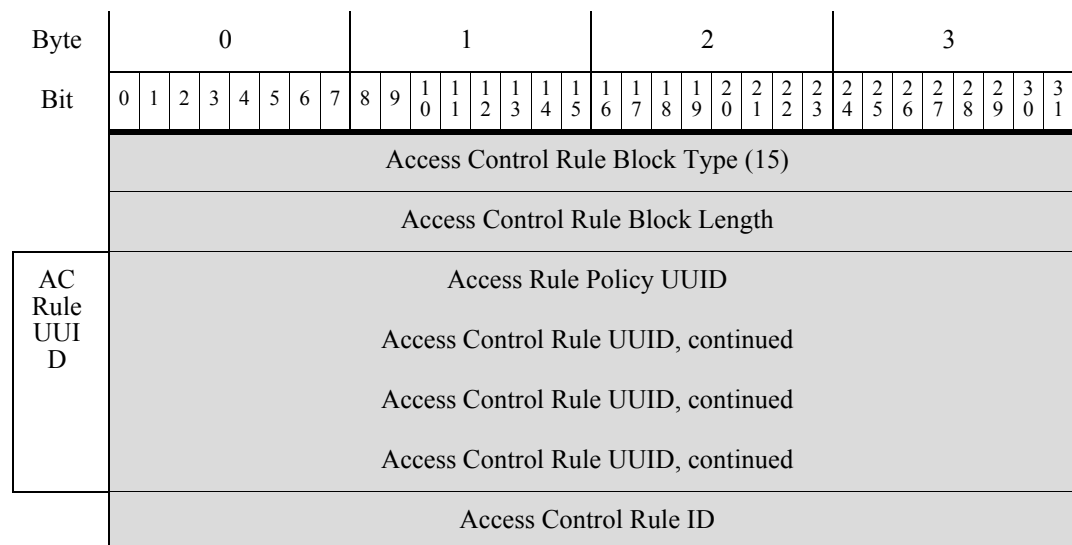 Byte 0 1 2 3
Bit 0 1 2 3 4 5 6 7 8 9 10 11 12 13 14 15 16 17 18 19 20 21 22 23 24 25 26 27 28 29 30 31
Access Control Rule Block Type (15)
Access Control Rule Block Length
AC
Rule
UUI
D
Access Rule Policy UUID
Access Control Rule UUID, continued
Access Control Rule UUID, continued
Access Control Rule UUID, continued
Access Control Rule ID